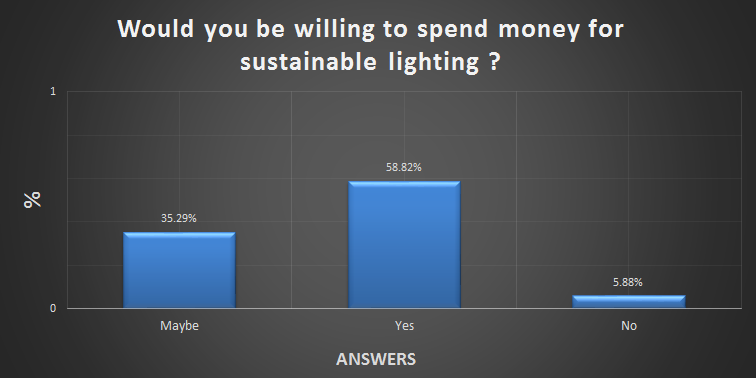 Would you be willing to spend money for
sustainable lighting ?
1
58.82%
%
35.29%
5.88%
0
Maybe
Yes
No
ANSWERS